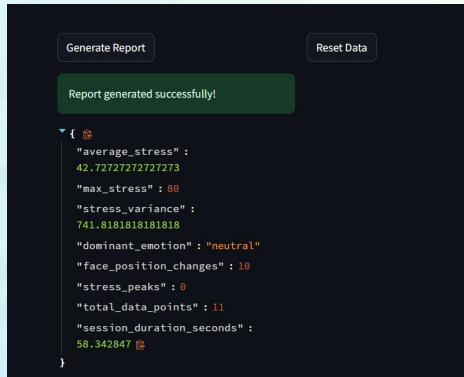 Generate Report
Reset Data
Report generated successfully!
{
"average_stress" :
42.72727272727273
"max_stress" : 80
"stress_variance" :
741.8181818181818
"dominant_emotion" : "neutral"
"face_position_changes" : 10
"stress_peaks" : 0
"total_data_points" : 11
"session_duration_seconds" :
58.342847
}